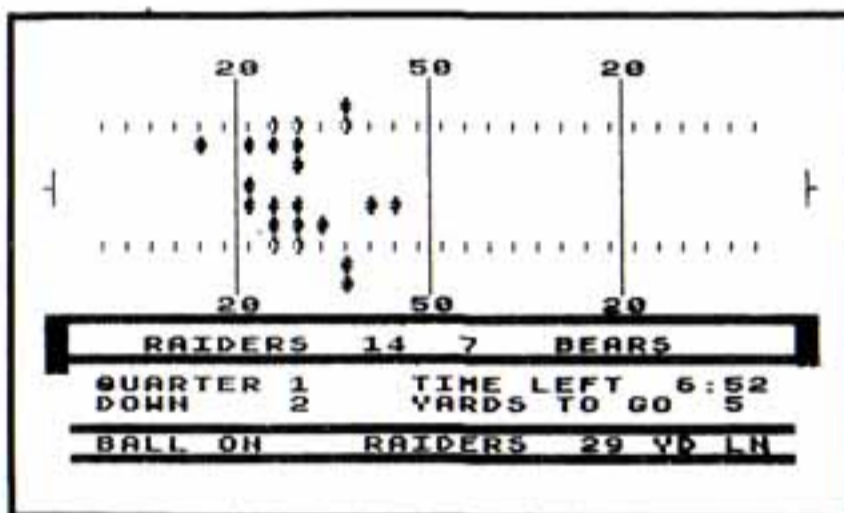 20 50 20
20 50 20
RAIDERS 14 7 BEARS
QUARTER 1 TIME LEFT 6:52
DOWN 2 YARDS TO GO 5
BALL ON RAIDERS 29 YD LN